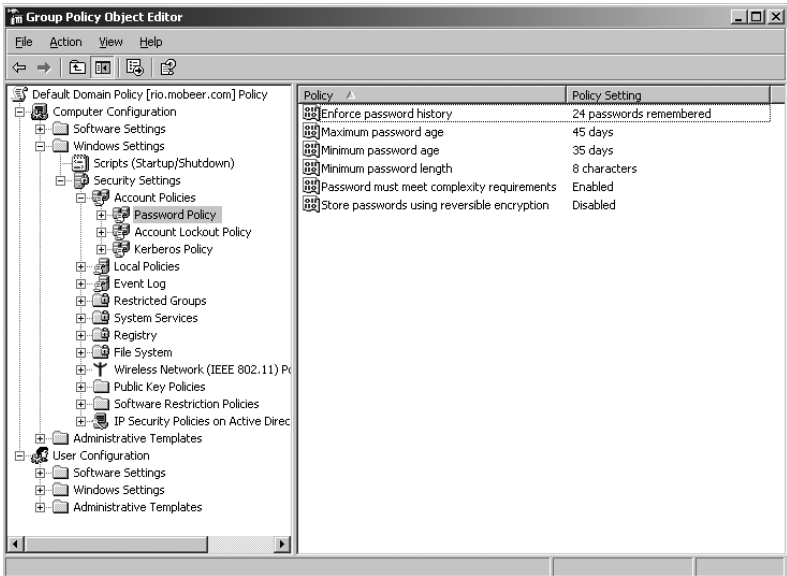 Group Policy Object Editor
File Action View Help
Default Domain Policy [rio.mobeer.com] Policy
Computer Configuration
Software Settings
Windows Settings
Scripts (Startup/Shutdown)
Security Settings
Account Policies
Password Policy
Account Lockout Policy
Kerberos Policy
Local Policies
Event Log
Restricted Groups
System Services
Registry
File System
Wireless Network (IEEE 802.11) Po
Public Key Policies
Software Restriction Policies
IP Security Policies on Active Direc
Administrative Templates
User Configuration
Software Settings
Windows Settings
Administrative Templates
Policy Policy Setting
Enforce password history 24 passwords remembered
Maximum password age 45 days
Minimum password age 35 days
Minimum password length 8 characters
Password must meet complexity requirements Enabled
Store passwords using reversible encryption Disabled